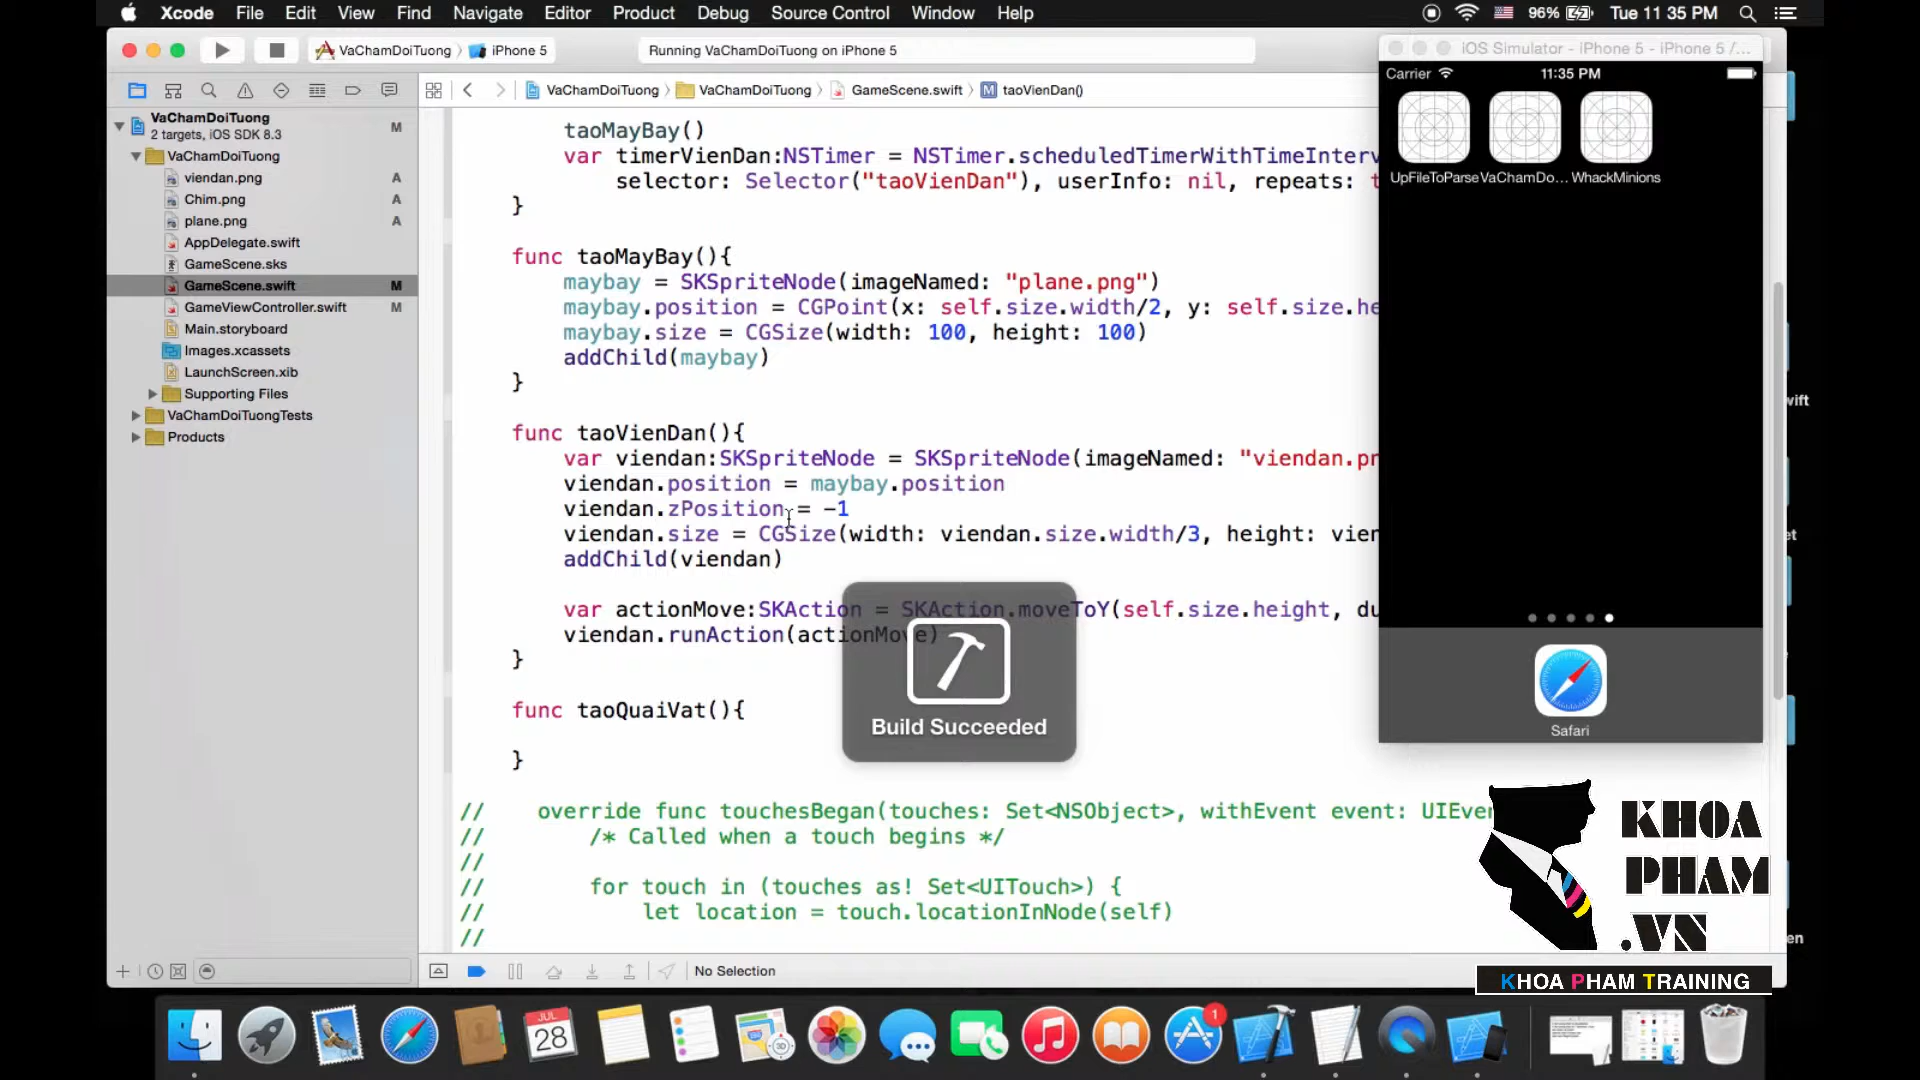 Xcode File Edit View Find Navigate Editor Product Debug Source Control Window Help 96% Tue 11 35 PM
VaChamDoiTuong iPhone 5 Running VaChamDoiTuong on iPhone 5
iOS Simulator - iPhone 5 - iPhone 5 /...
VaChamDoiTuong VaChamDoiTuong GameScene.swift M taoVienDan()
Carrier 11:35 PM
UpFileToParse VaChamDo... WhackMinions
Safari
VaChamDoiTuong M
2 targets, iOS SDK 8.3
VaChamDoiTuong
viendan.png A
Chim.png A
plane.png A
AppDelegate.swift
GameScene.sks
GameScene.swift M
GameViewController.swift M
Main.storyboard
Images.xcassets
LaunchScreen.xib
Supporting Files
VaChamDoiTuongTests
Products
taoMayBay()
var timerVienDan:NSTimer = NSTimer.scheduledTimerWithTimeInterv
selector: Selector("taoVienDan"), userInfo: nil, repeats: t
}
func taoMayBay(){
maybay = SKSpriteNode(imageNamed: "plane.png")
maybay.position = CGPoint(x: self.size.width/2, y: self.size.he
maybay.size = CGSize(width: 100, height: 100)
addChild(maybay)
}
func taoVienDan(){
var viendan:SKSpriteNode = SKSpriteNode(imageNamed: "viendan.pn
viendan.position = maybay.position
viendan.zPosition = -1
viendan.size = CGSize(width: viendan.size.width/3, height: vien
addChild(viendan)
var actionMove:SKAction = SKAction.moveToY(self.size.height, du
viendan.runAction(actionMove)
}
func taoQuaiVat(){
}
// override func touchesBegan(touches: Set<NSObject>, withEvent event: UIEven
// /* Called when a touch begins */
//
// for touch in (touches as! Set<UITouch>) {
// let location = touch.locationInNode(self)
//
Build Succeeded
No Selection
wift
et
en
KHOA
PHAM
.VN
KHOA PHAM TRAINING
JUL
28
1